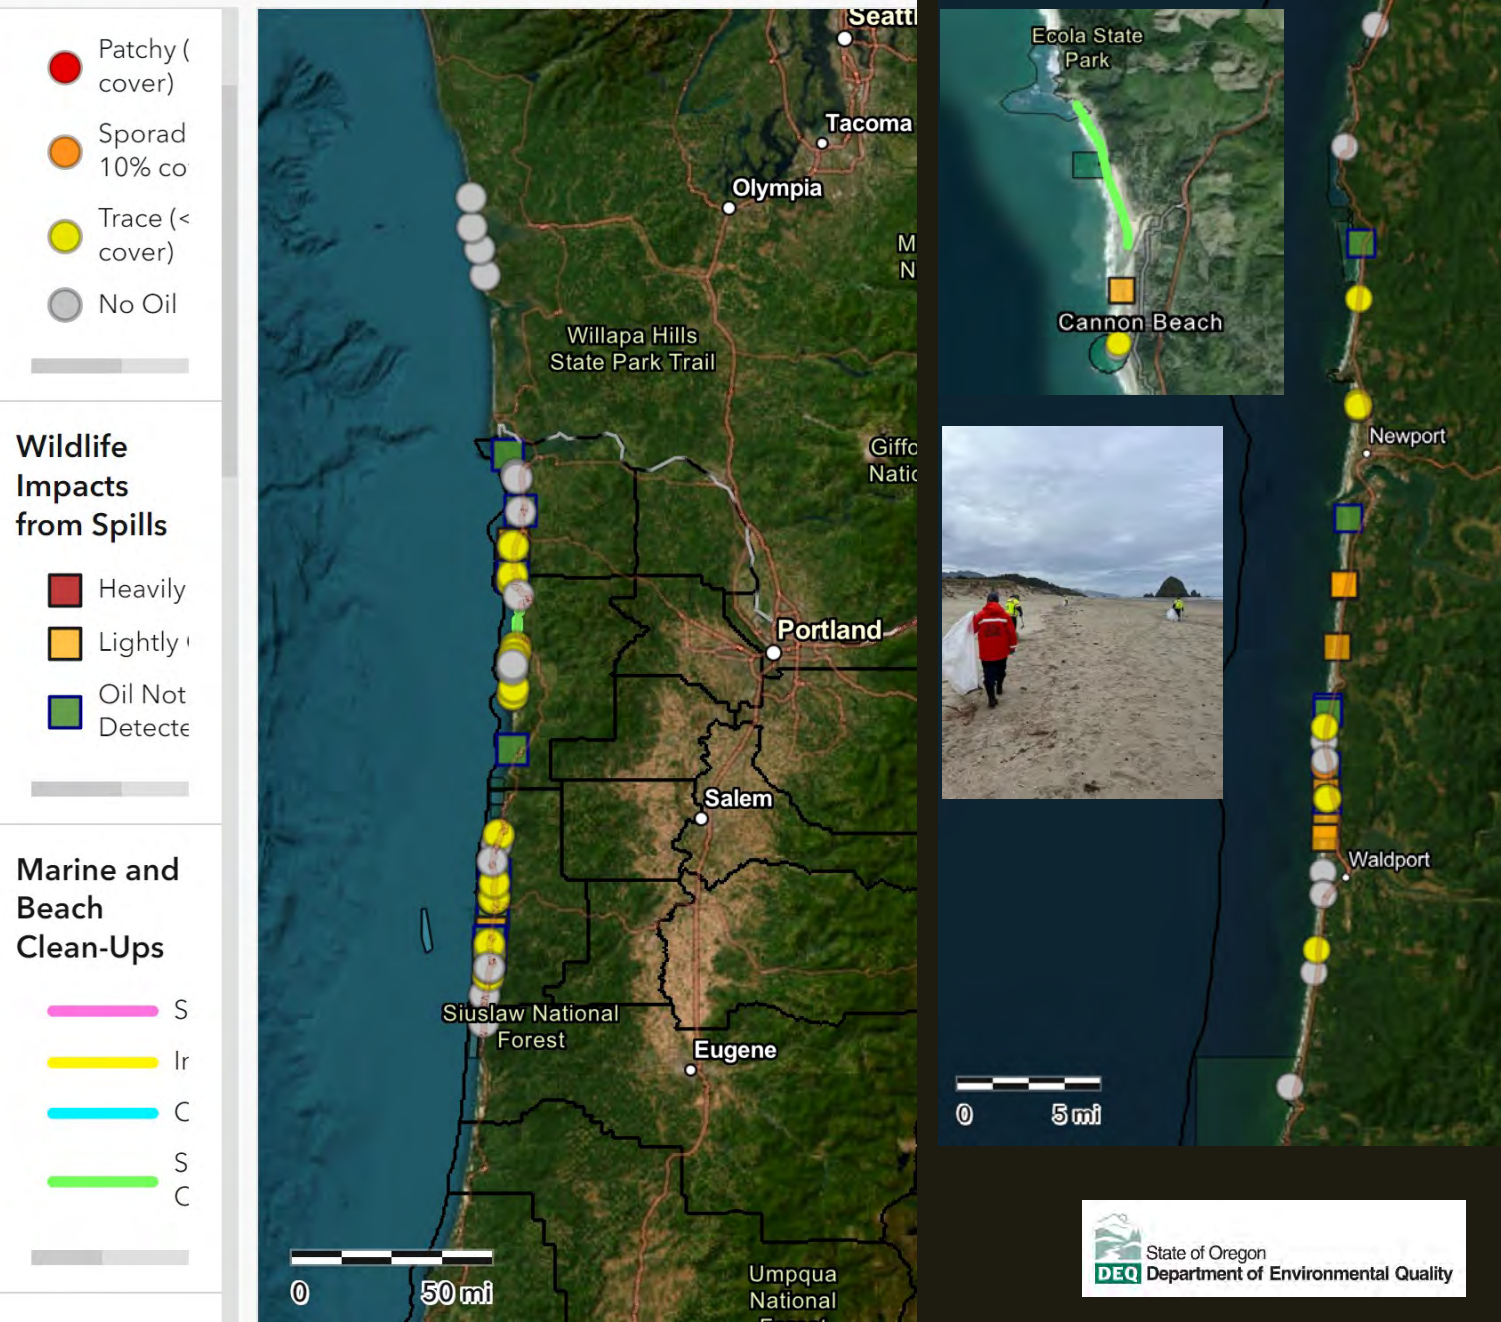 Patchy (
cover)
Sporad
10% co
Trace (<
cover)
No Oil
Wildlife
Impacts
from Spills
Heavily
Lightly
Oil Not
Detecte
Marine and
Beach
Clean-Ups
S
Ir
C
S
C
Seattl
Tacoma
Olympia
M
N
Willapa Hills
State Park Trail
Giffo
Natio
Portland
Salem
Siuslaw National
Forest
Eugene
Umpqua
National
0
50 mi
Ecola State
Park
Cannon Beach
Newport
Waldport
0
5 mi
State of Oregon
DEQ Department of Environmental Quality